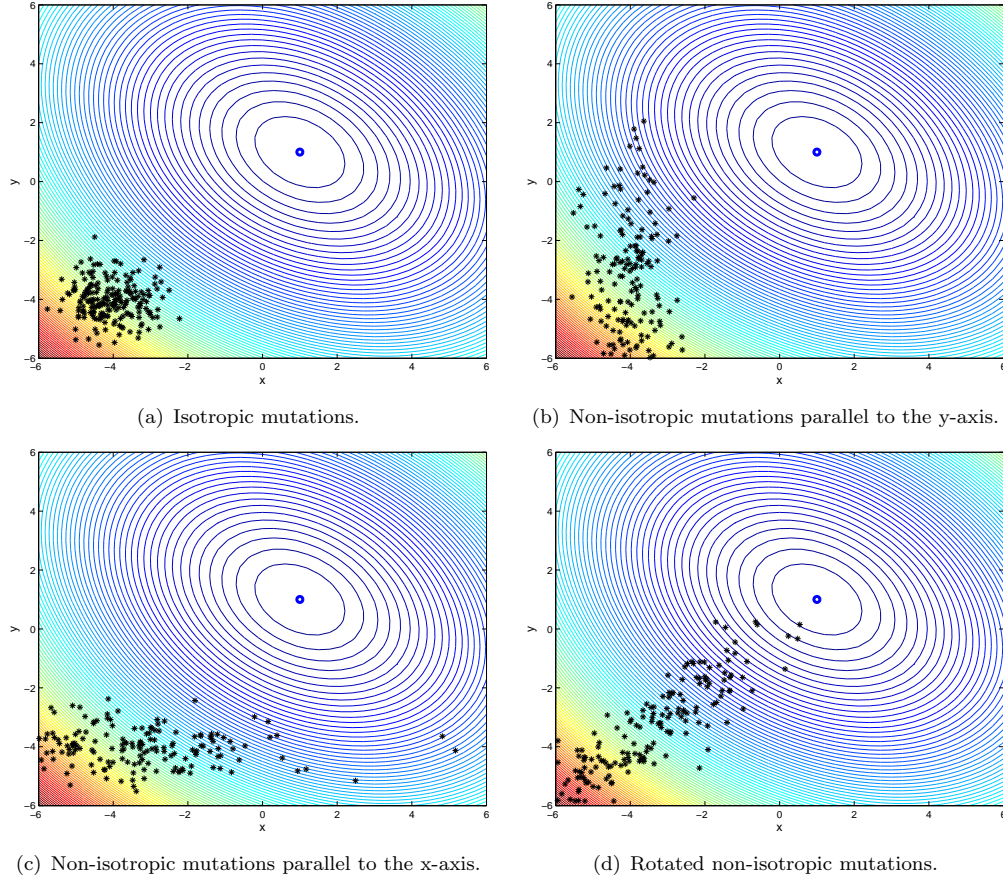 6
4
2
0
−2
−4
−6
y
−6 −4 −2 0 2 4 6
x
(a) Isotropic mutations.
6
4
2
0
−2
−4
−6
y
−6 −4 −2 0 2 4 6
x
(b) Non-isotropic mutations parallel to the y-axis.
6
4
2
0
−2
−4
−6
y
−6 −4 −2 0 2 4 6
x
(c) Non-isotropic mutations parallel to the x-axis.
6
4
2
0
−2
−4
−6
y
−6 −4 −2 0 2 4 6
x
(d) Rotated non-isotropic mutations.